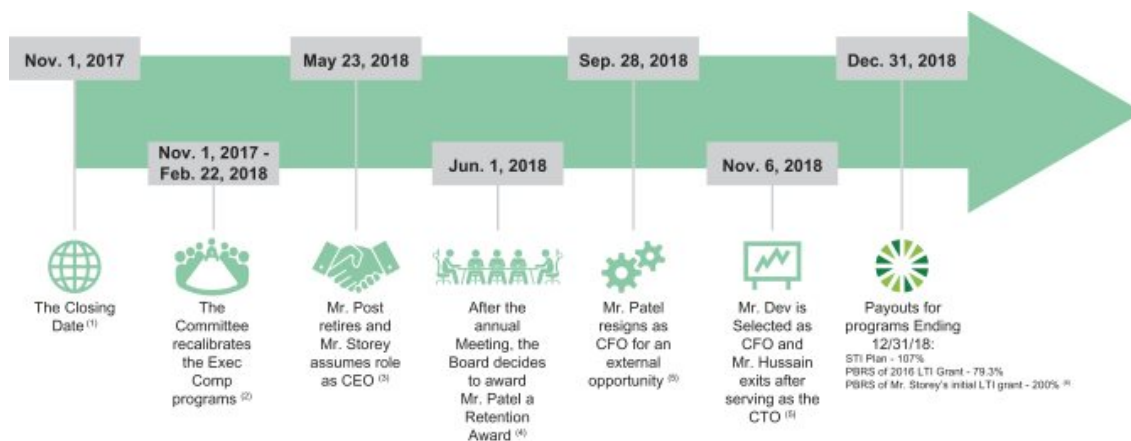 Nov. 1, 2017
May 23, 2018
Sep. 28, 2018
Dec. 31, 2018
Nov. 1, 2017 -
Feb. 22, 2018
Jun. 1, 2018
Nov. 6, 2018
The Closing
Date (1)
The
Committee
recalibrates
the Exec
Comp
programs (2)
Mr. Post
retires and
Mr. Storey
assumes role
as CEO (3)
After the
annual
Meeting, the
Board decides
to award
Mr. Patel a
Retention
Award (4)
Mr. Patel
resigns as
CFO for an
external
opportunity (5)
Mr. Dev is
Selected as
CFO and
Mr. Hussain
exits after
serving as the
CTO (5)
Payouts for
programs Ending
12/31/18:
STI Plan - 107%
PBRS of 2016 LTI Grant - 79.3%
PBRS of Mr. Storey's initial LTI grant - 200%